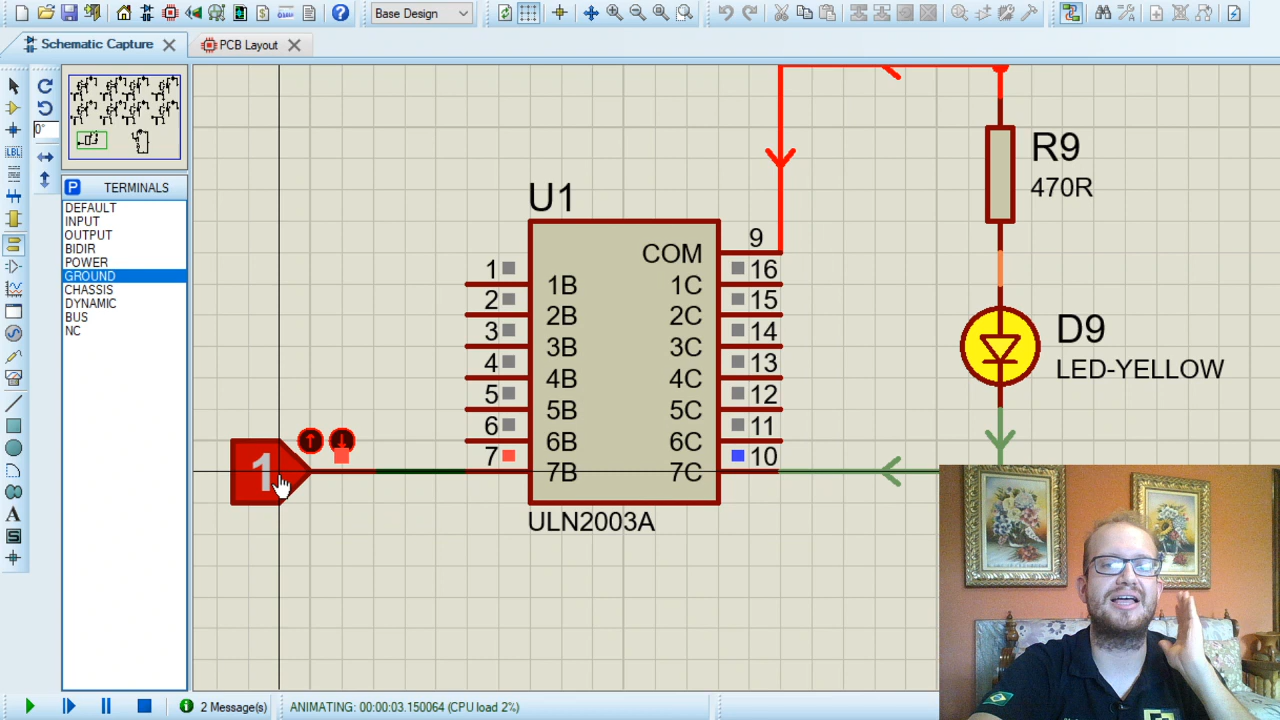 Base Design
Schematic Capture
PCB Layout
0°
LBL
P TERMINALS
DEFAULT
INPUT
OUTPUT
BIDIR
POWER
GROUND
CHASSIS
DYNAMIC
BUS
NC
A
S
U1
COM 9
1 1B 1C 16
2 2B 2C 15
3 3B 3C 14
4 4B 4C 13
5 5B 5C 12
6 6B 6C 11
7 7B 7C 10
ULN2003A
1
R9
470R
D9
LED-YELLOW
2 Message(s)
ANIMATING: 00:00:03.150064 (CPU load 2%)